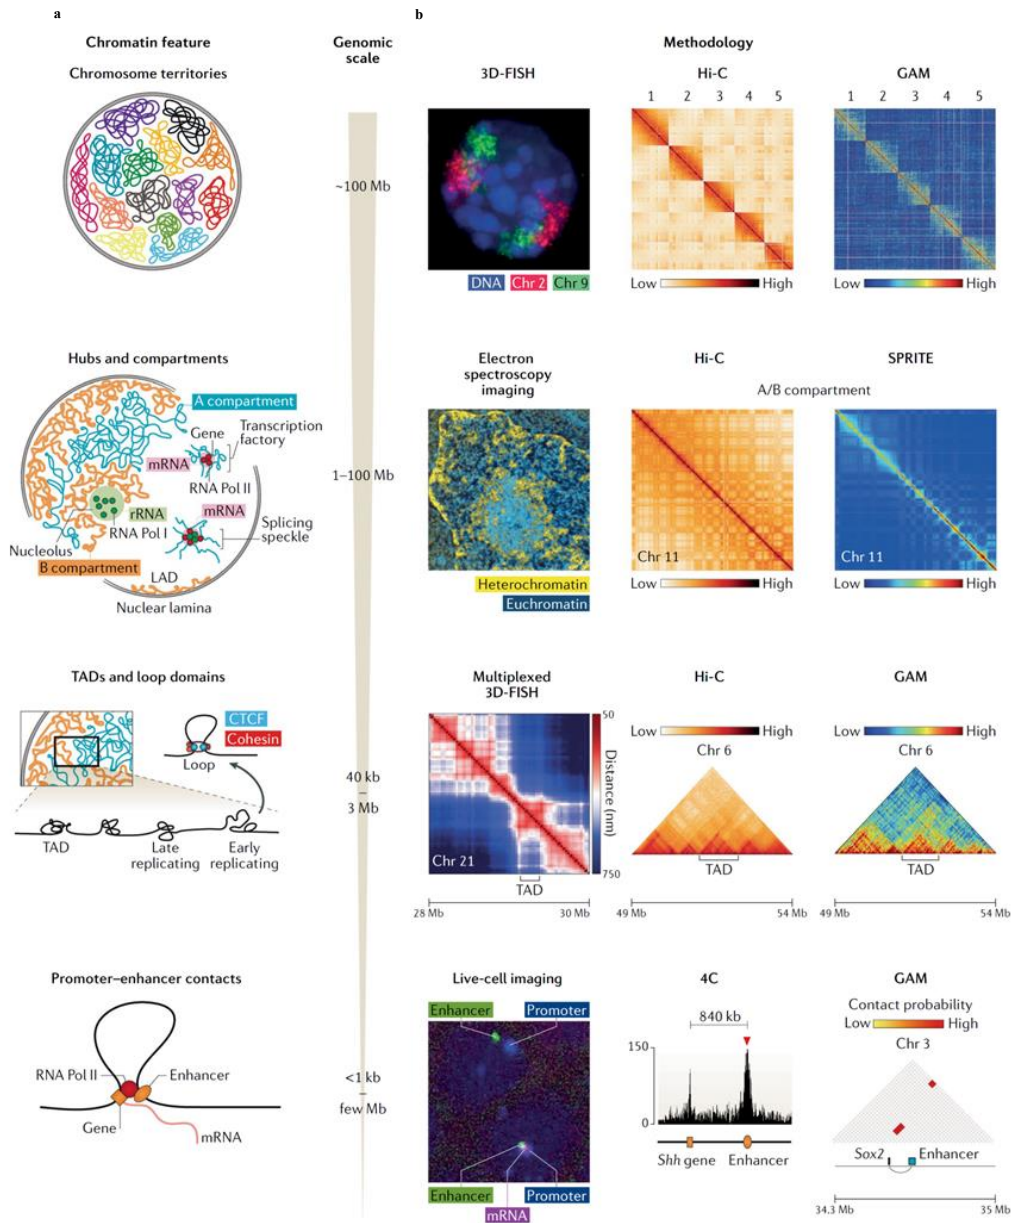 a
b
Chromatin feature
Genomic
scale
Methodology
Chromosome territories
3D-FISH
Hi-C
GAM
1 2 3 4 5
1 2 3 4 5
~100 Mb
DNA Chr 2 Chr 9
Low High
Low High
Hubs and compartments
Electron
spectroscopy
imaging
Hi-C
SPRITE
A/B compartment
A compartment
Gene
Transcription
factory
mRNA
RNA Pol II
mRNA
rRNA
RNA Pol I
Splicing
speckle
Nucleolus
B compartment
LAD
Nuclear lamina
1–100 Mb
Chr 11
Chr 11
Heterochromatin
Euchromatin
Low High
Low High
TADs and loop domains
Multiplexed
3D-FISH
Hi-C
GAM
CTCF
Cohesin
Loop
TAD
Late
replicating
Early
replicating
40 kb
3 Mb
50
Distance (nm)
750
Chr 21
TAD
28 Mb 30 Mb
Low High
Chr 6
TAD
49 Mb 54 Mb
Low High
Chr 6
TAD
49 Mb 54 Mb
Promoter–enhancer contacts
Live-cell imaging
4C
GAM
RNA Pol II
Enhancer
Gene
mRNA
<1 kb
few Mb
Enhancer Promoter
Enhancer Promoter
mRNA
840 kb
150
0
Shh gene Enhancer
Contact probability
Low High
Chr 3
Sox2 Enhancer
34.3 Mb 35 Mb